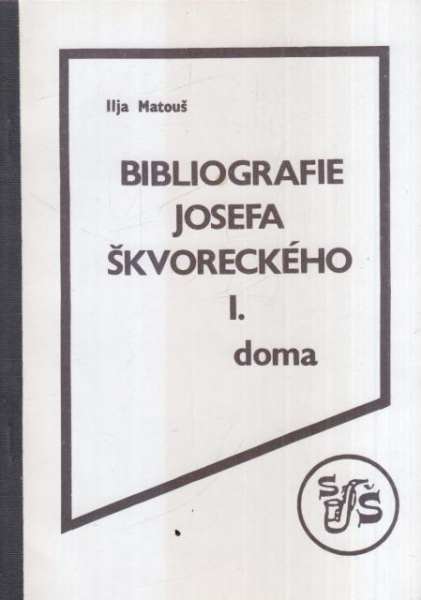 Ilja Matouš
BIBLIOGRAFIE
JOSEFA
ŠKVORECKÉHO
I.
doma
S
Š